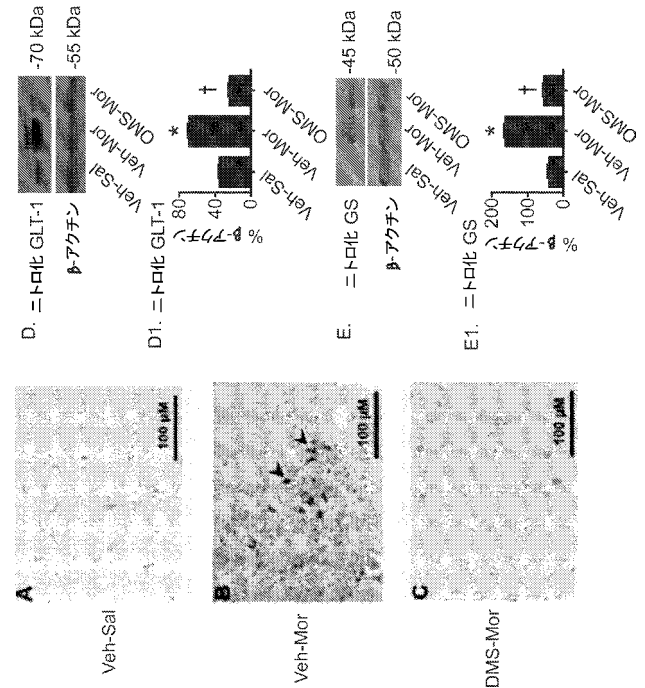 A
Veh-Sal
100 μM
B
Veh-Mor
100 μM
C
DMS-Mor
100 μM
D. ニトロ化 GLT-1
-70 kDa
β-アクチン
-55 kDa
Veh-Sal
Veh-Mor
OMS-Mor
D1. ニトロ化 GLT-1
% β-アクチン
80
40
0
*
†
Veh-Sal
Veh-Mor
OMS-Mor
E. ニトロ化 GS
-45 kDa
β-アクチン
-50 kDa
Veh-Sal
Veh-Mor
OMS-Mor
E1. ニトロ化 GS
% β-アクチン
200
100
0
*
†
Veh-Sal
Veh-Mor
OMS-Mor